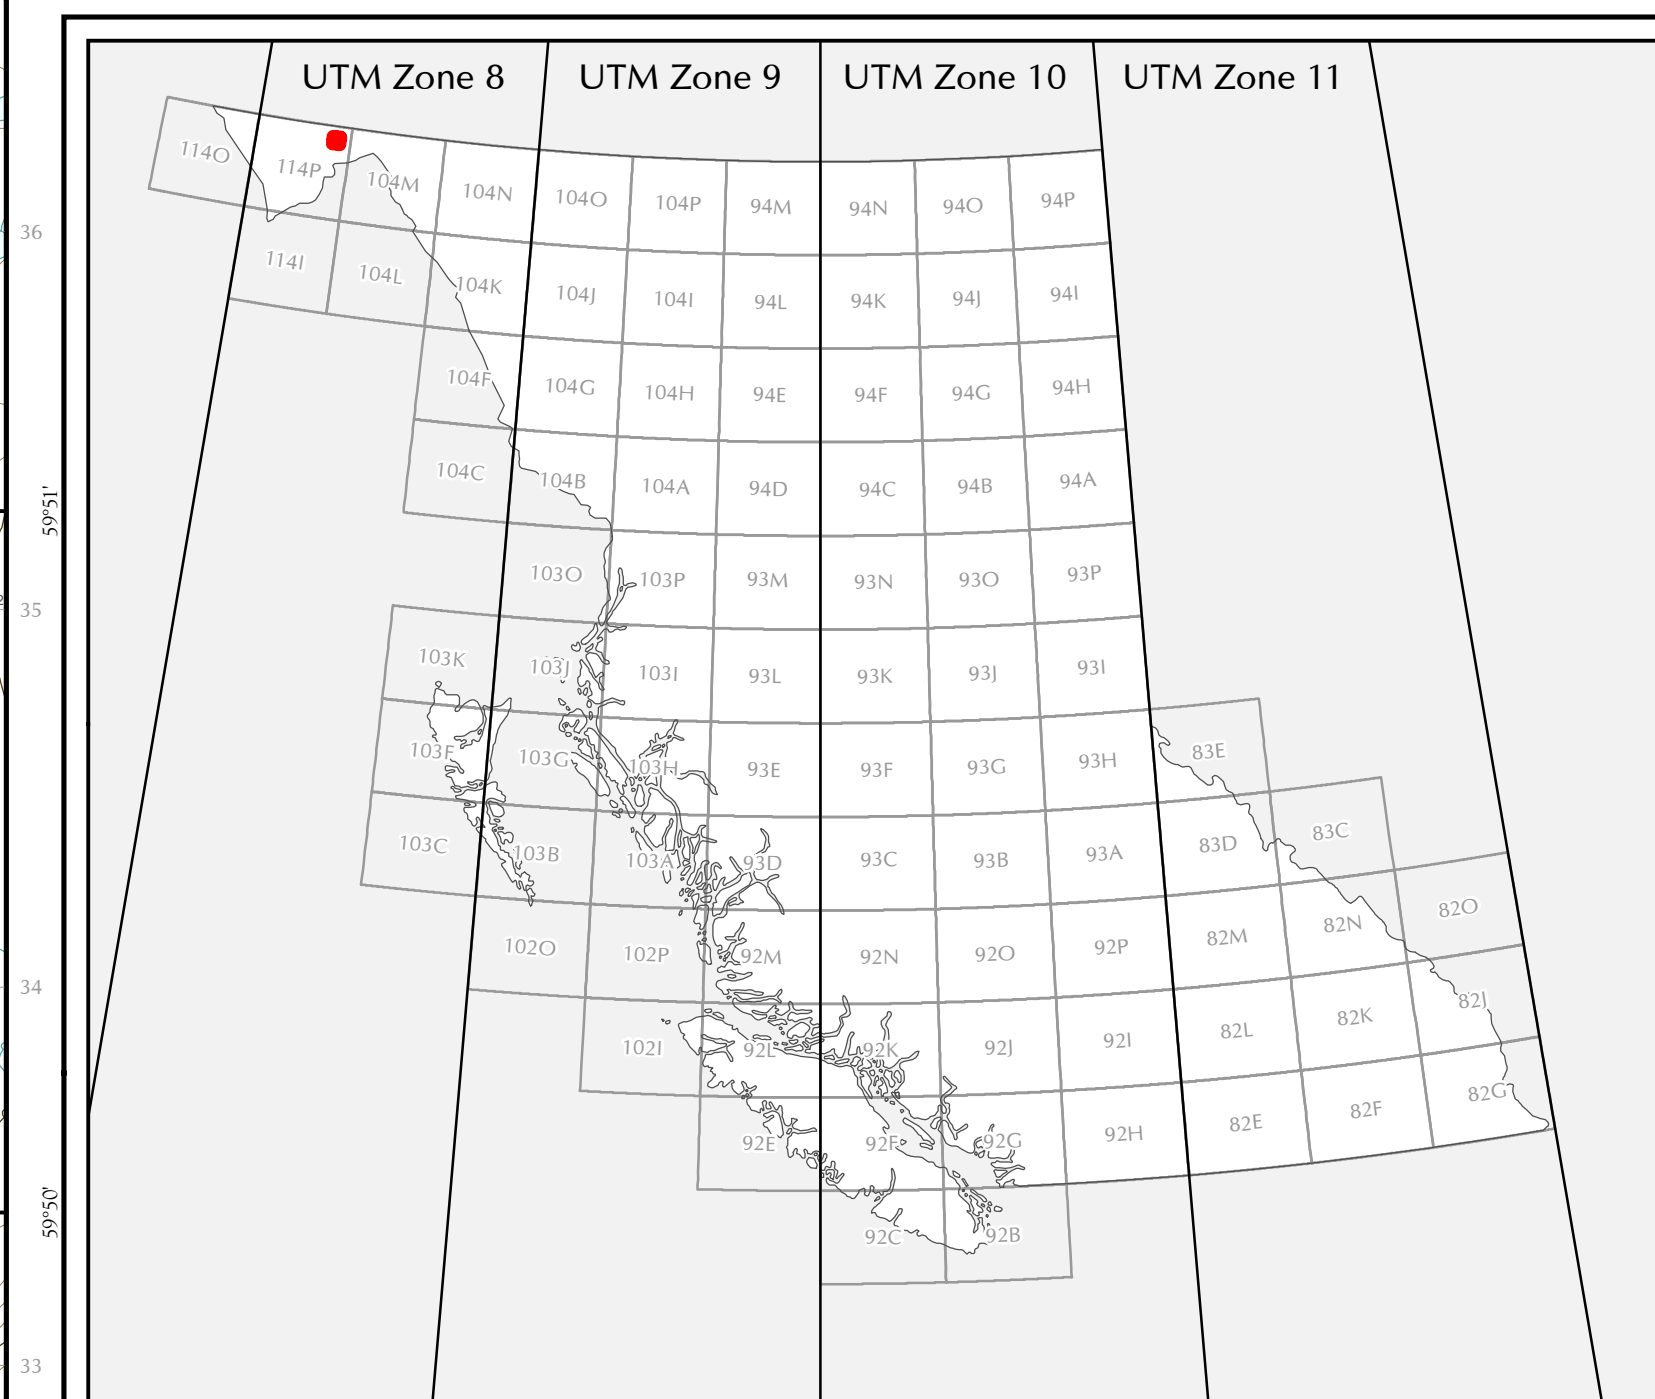 UTM Zone 8 UTM Zone 9 UTM Zone 10 UTM Zone 11
114O 114P 104M 104N 104O 104P 94M 94N 94O 94P
36
114I 104L 104K 104J 104I 94L 94K 94J 94I
104F 104G 104H 94E 94F 94G 94H
59°51'
104C 104B 104A 94D 94C 94B 94A
103O 103P 93M 93N 93O 93P
35
103K 103J 103I 93L 93K 93J 93I
103F 103G 103H 93E 93F 93G 93H 83E
103C 103B 103A 93D 93C 93B 93A 83D 83C
102O 102P 92M 92N 92O 92P 82M 82N 82O
34
102I 92L 92K 92J 92I 82L 82K 82J
92E 92F 92G 92H 82E 82F 82G
59°50'
92C 92B
33